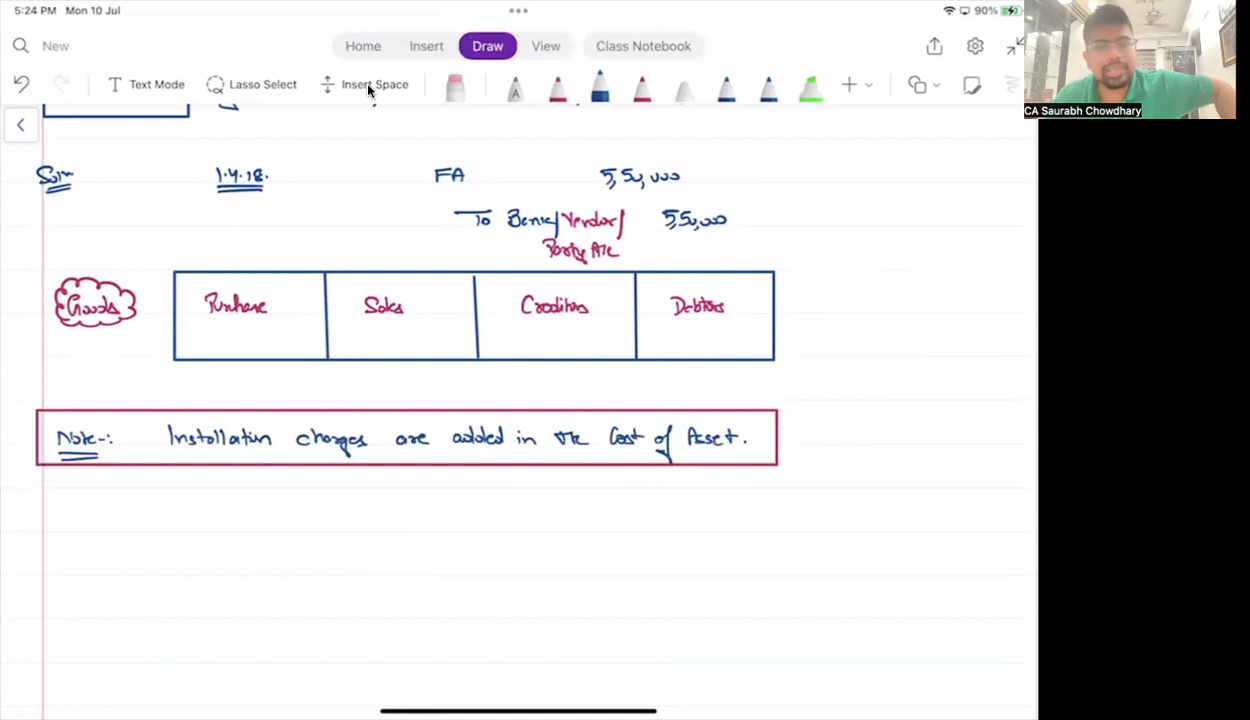 5:24 PM Mon 10 Jul
90%
New
Home Insert Draw View Class Notebook
Text Mode Lasso Select Insert Space
A
CA Saurabh Chowdhary
Soln 1.4.18. FA 5,50,000
To Bank/Vendor/ 5,50,000
Party A/c
Goods Purchase Sales Creditors Debtors
Note-: Installation charges are added in the Cost of Asset.